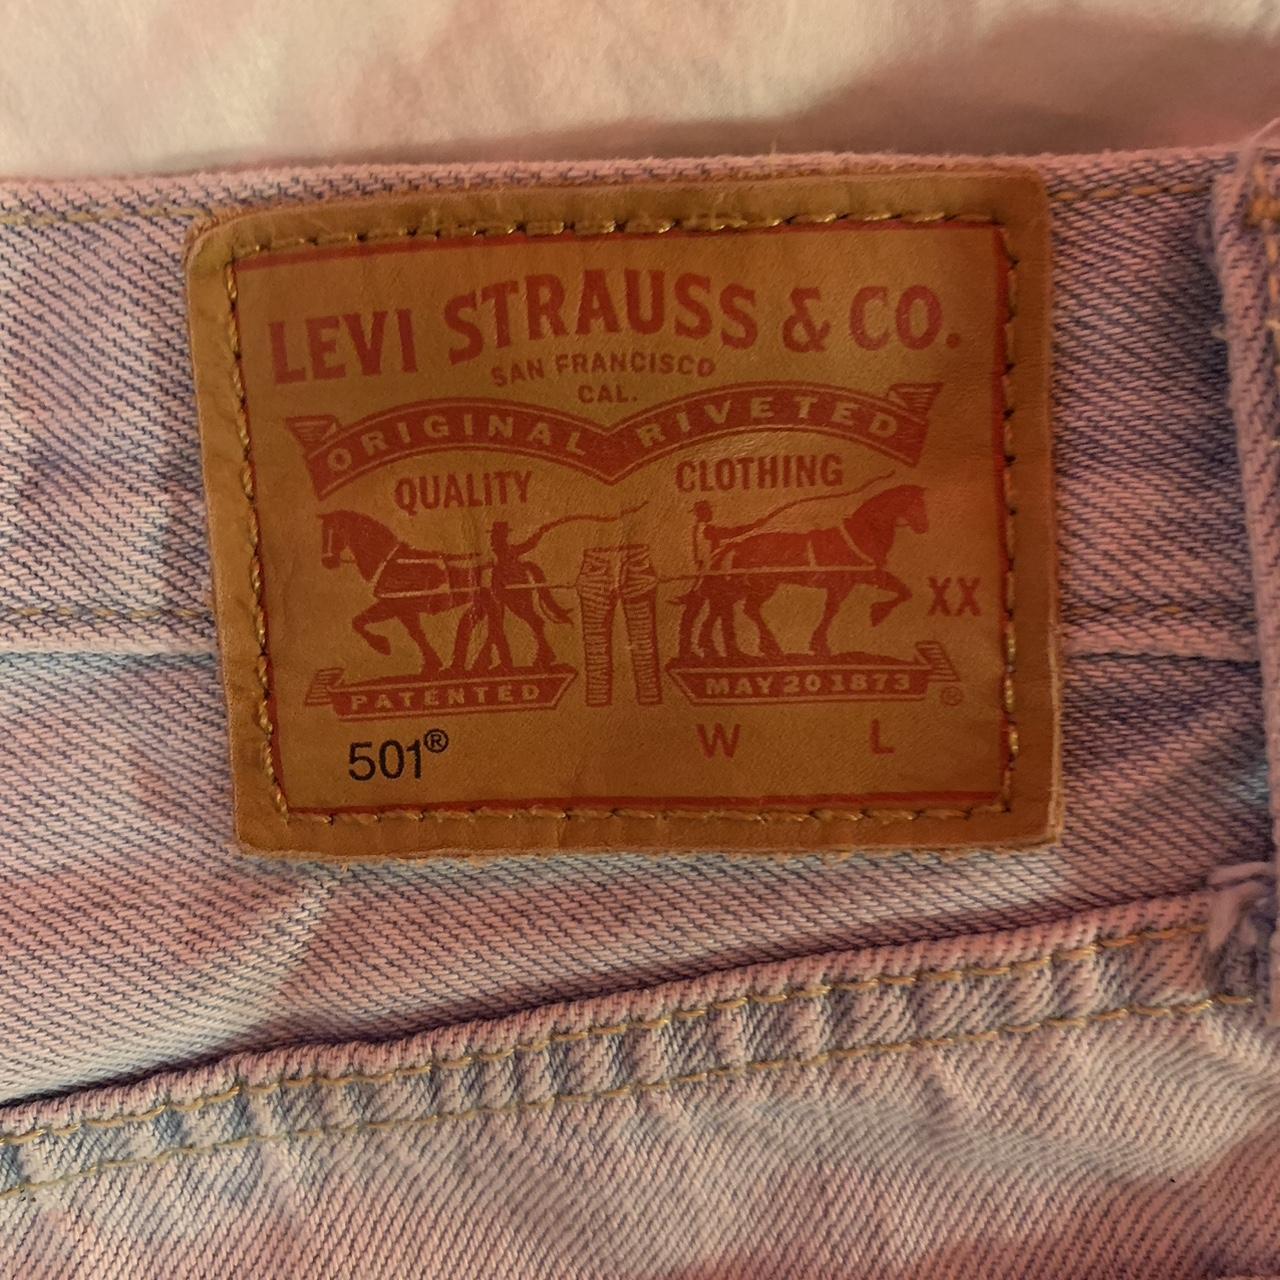 LEVI STRAUSS & CO.
SAN FRANCISCO
CAL.
ORIGINAL RIVETED
QUALITY CLOTHING
XX
PATENTED MAY 20 1873 ®
501® W L